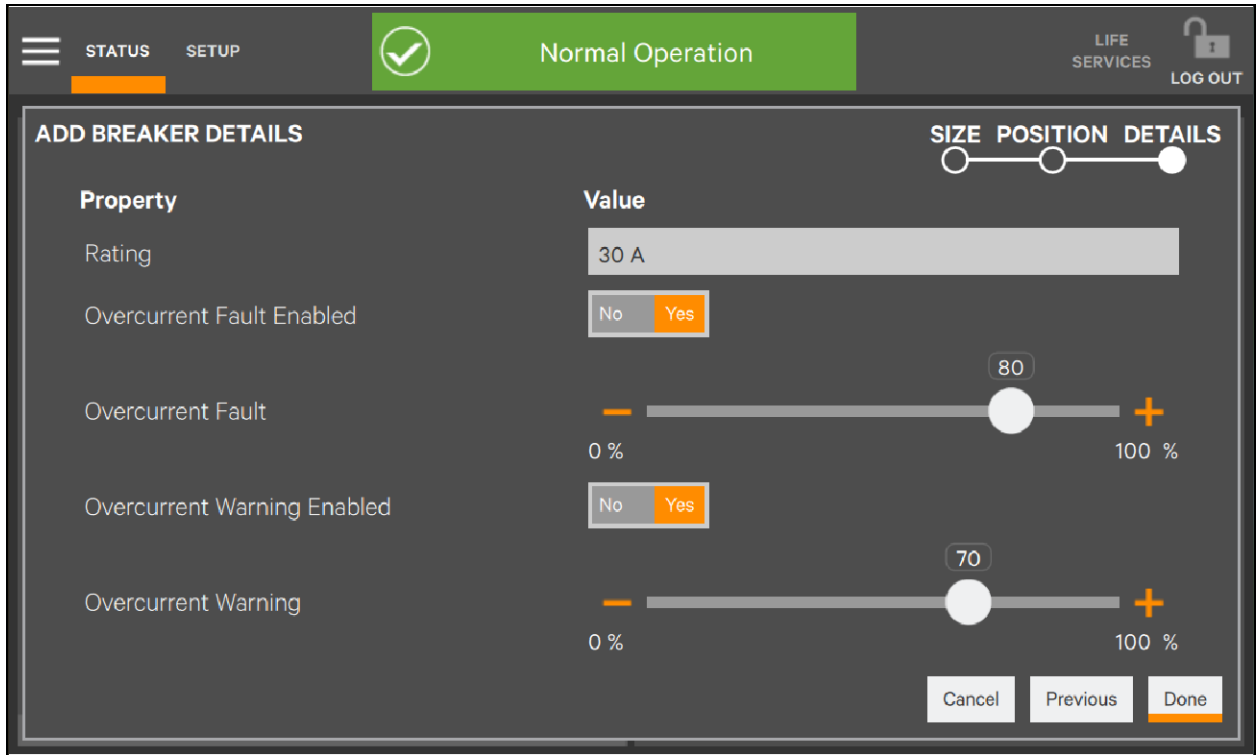 STATUS SETUP Normal Operation LIFE SERVICES LOG OUT
ADD BREAKER DETAILS SIZE POSITION DETAILS
Property Value
Rating 30 A
Overcurrent Fault Enabled No Yes
80
Overcurrent Fault
0 % 100 %
Overcurrent Warning Enabled No Yes
70
Overcurrent Warning
0 % 100 %
Cancel Previous Done